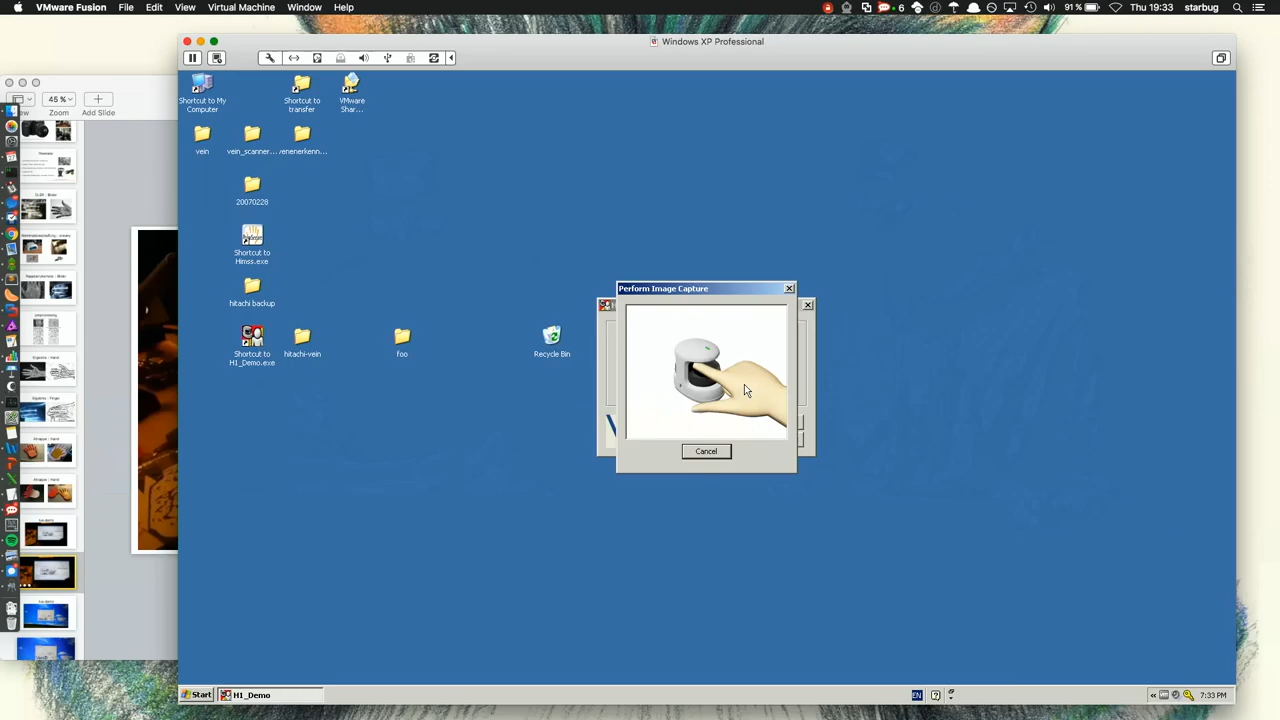 VMware Fusion File Edit View Virtual Machine Window Help
6
91% Thu 19:33 starbug
Windows XP Professional
45 %
Zoom Add Slide
Shortcut to My Computer
Shortcut to transfer
VMware Shar...
vein
vein_scanner...
venenerkenn...
20070228
Shortcut to Himss.exe
hitachi backup
Shortcut to H1_Demo.exe
hitachi-vein
foo
Recycle Bin
Perform Image Capture
Cancel
Start
H1_Demo
EN
7:33 PM